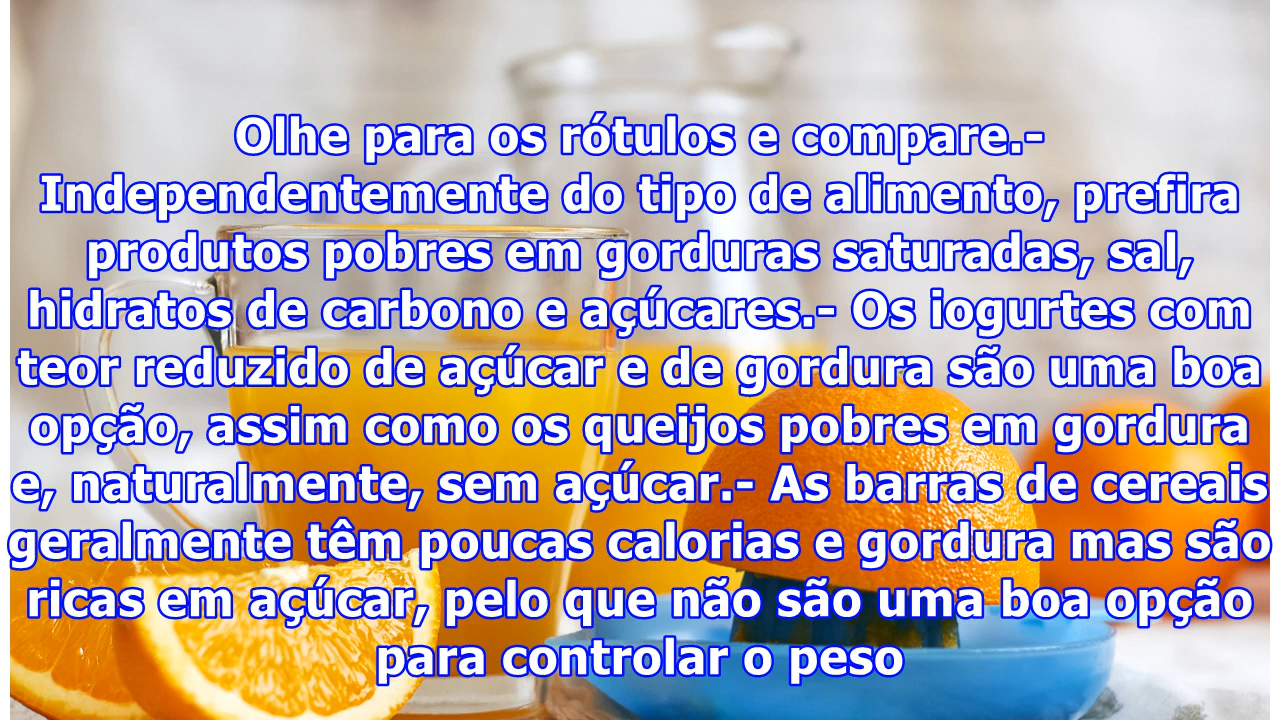 Olhe para os rótulos e compare.-
Independentemente do tipo de alimento, prefira
produtos pobres em gorduras saturadas, sal,
hidratos de carbono e açúcares.- Os iogurtes com
teor reduzido de açúcar e de gordura são uma boa
opção, assim como os queijos pobres em gordura
e, naturalmente, sem açúcar.- As barras de cereais
geralmente têm poucas calorias e gordura mas são
ricas em açúcar, pelo que não são uma boa opção
para controlar o peso